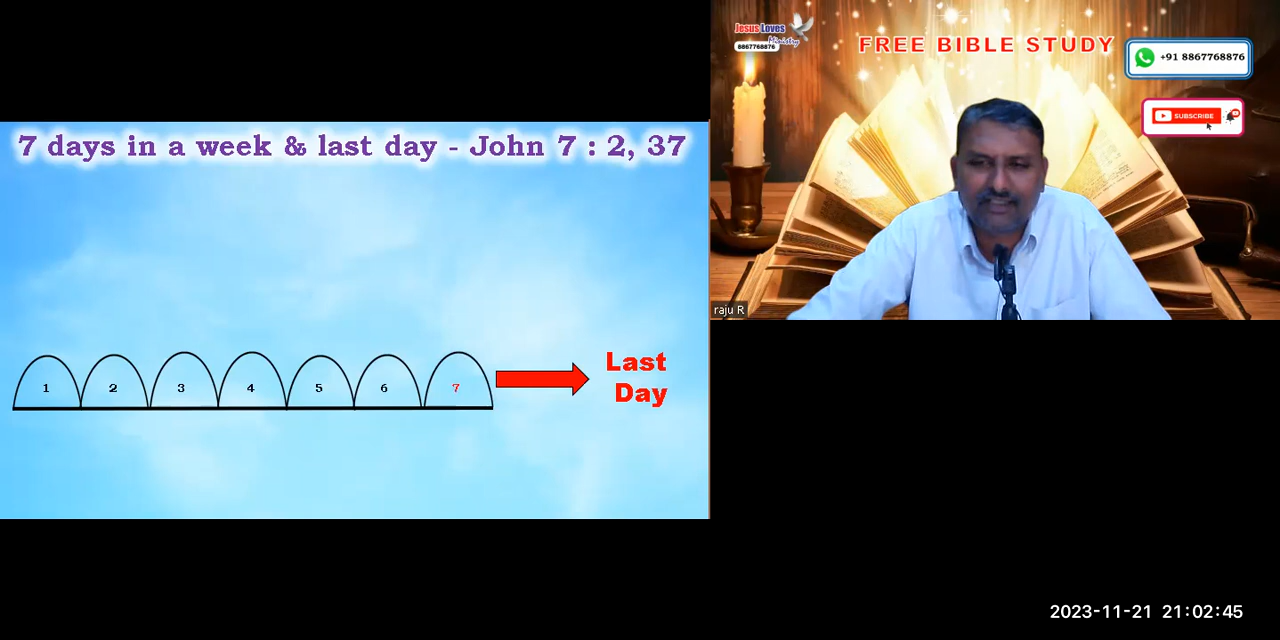 7 days in a week & last day - John 7 : 2, 37
1 2 3 4 5 6 7
Last
Day
Jesus Loves
Ministry
8867768876
FREE BIBLE STUDY
+91 8867768876
SUBSCRIBE
raju R
2023-11-21 21:02:45